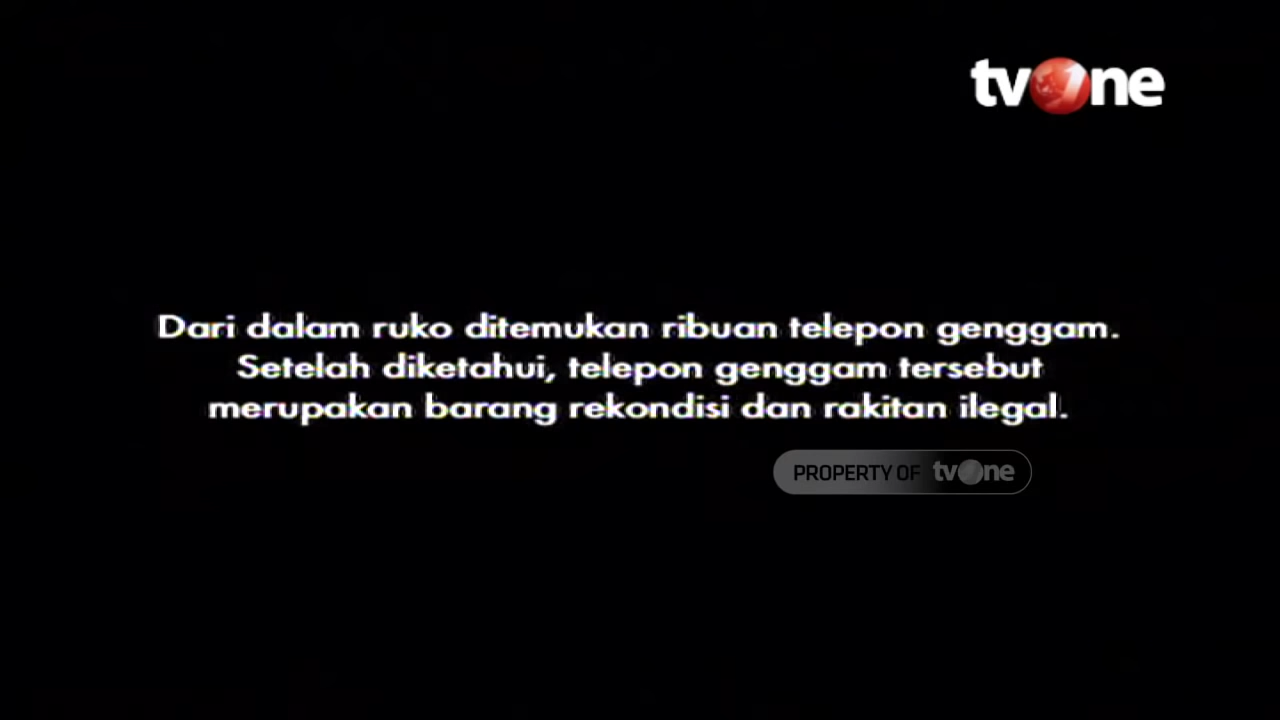 tvOne
Dari dalam ruko ditemukan ribuan telepon genggam.
Setelah diketahui, telepon genggam tersebut
merupakan barang rekondisi dan rakitan ilegal.
PROPERTY OF tvOne